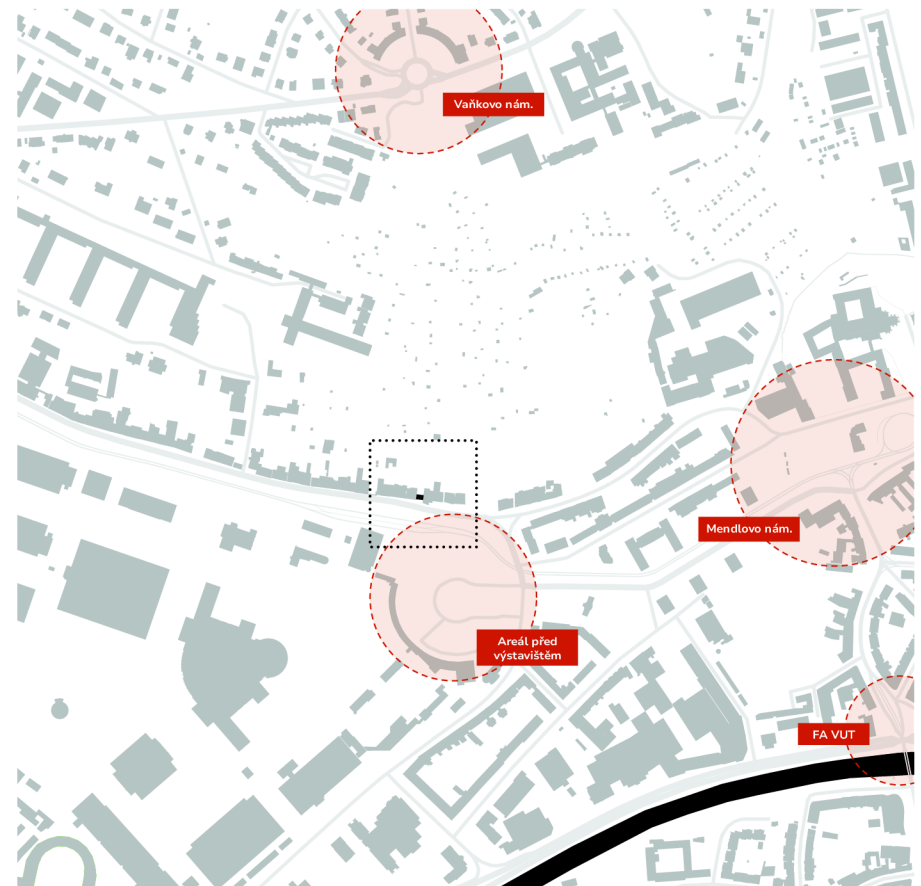 Vaňkovo nám.
Mendlovo nám.
Areál před
výstavištěm
FA VUT